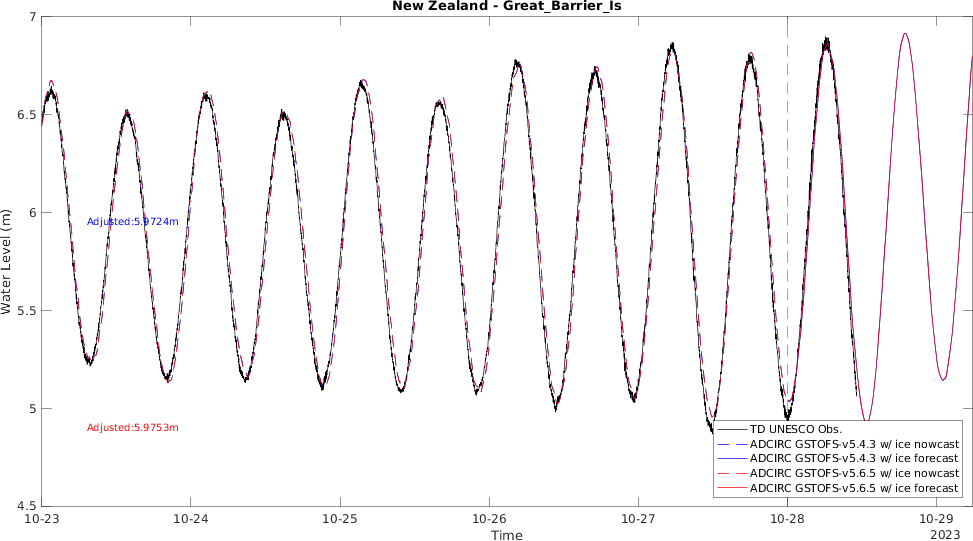 New Zealand - Great_Barrier_Is
7
6.5
6
5.5
5
4.5
Water Level (m)
Adjusted:5.9724m
Adjusted:5.9753m
TD UNESCO Obs.
ADCIRC GSTOFS-v5.4.3 w/ ice nowcast
ADCIRC GSTOFS-v5.4.3 w/ ice forecast
ADCIRC GSTOFS-v5.6.5 w/ ice nowcast
ADCIRC GSTOFS-v5.6.5 w/ ice forecast
10-23 10-24 10-25 10-26 10-27 10-28 10-29
Time
2023